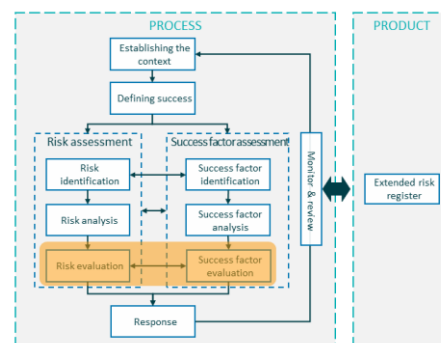 PROCESS
PRODUCT
Establishing the
context
Defining success
Risk assessment
Success factor assessment
Risk
identification
Success factor
identification
Risk analysis
Success factor
analysis
Risk evaluation
Success factor
evaluation
Response
Monitor & review
Extended risk
register